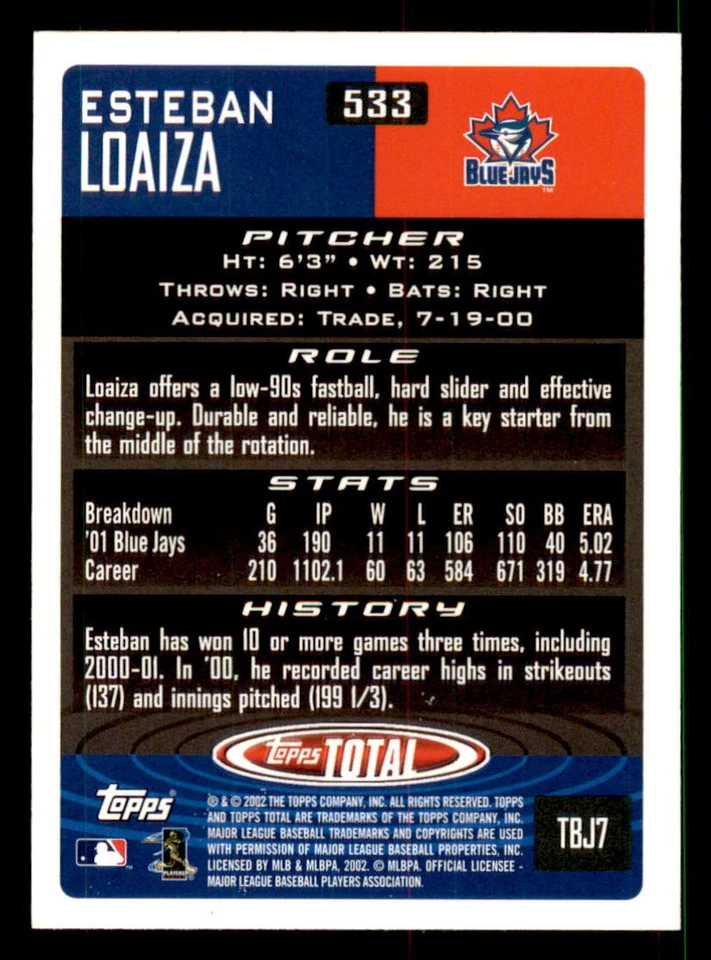 ESTEBAN
LOAIZA
533
BLUE JAYS
TM
PITCHER
HT: 6'3" • WT: 215
THROWS: RIGHT • BATS: RIGHT
ACQUIRED: TRADE, 7-19-00
ROLE
Loaiza offers a low-90s fastball, hard slider and effective
change-up. Durable and reliable, he is a key starter from
the middle of the rotation.
STATS
Breakdown G IP W L ER SO BB ERA
'01 Blue Jays 36 190 11 11 106 110 40 5.02
Career 210 1102.1 60 63 584 671 319 4.77
HISTORY
Esteban has won 10 or more games three times, including
2000-01. In '00, he recorded career highs in strikeouts
(137) and innings pitched (199 1/3).
Topps TOTAL
Topps
® & © 2002 THE TOPPS COMPANY, INC. ALL RIGHTS RESERVED. TOPPS
AND TOPPS TOTAL ARE TRADEMARKS OF THE TOPPS COMPANY, INC.
MAJOR LEAGUE BASEBALL TRADEMARKS AND COPYRIGHTS ARE USED
WITH PERMISSION OF MAJOR LEAGUE BASEBALL PROPERTIES, INC.
LICENSED BY MLB & MLBPA, 2002. © MLBPA. OFFICIAL LICENSEE -
MAJOR LEAGUE BASEBALL PLAYERS ASSOCIATION.
PLAYERS
TBJ7